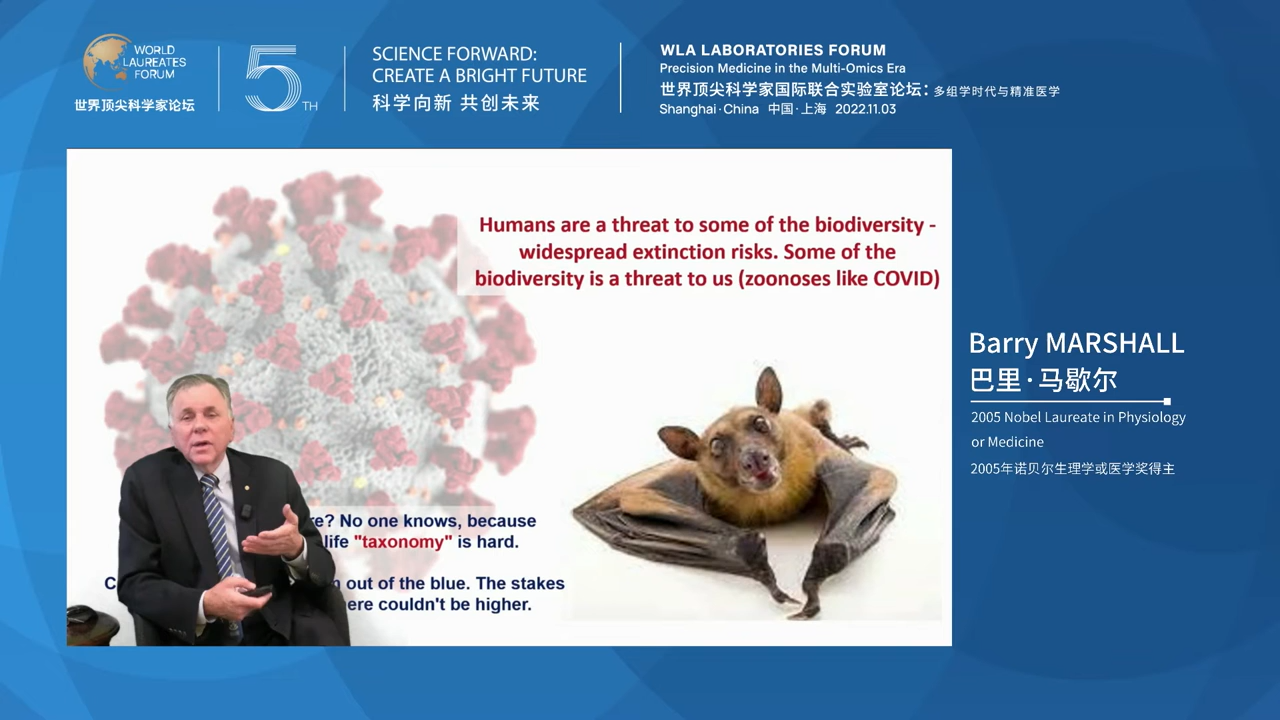 WORLD
LAUREATES
FORUM
世界顶尖科学家论坛
5TH
SCIENCE FORWARD:
CREATE A BRIGHT FUTURE
科学向新 共创未来
WLA LABORATORIES FORUM
Precision Medicine in the Multi-Omics Era
世界顶尖科学家国际联合实验室论坛：多组学时代与精准医学
Shanghai·China 中国·上海 2022.11.03
Humans are a threat to some of the biodiversity -
widespread extinction risks. Some of the
biodiversity is a threat to us (zoonoses like COVID)
re? No one knows, because
life "taxonomy" is hard.
C out of the blue. The stakes
ere couldn't be higher.
Barry MARSHALL
巴里·马歇尔
2005 Nobel Laureate in Physiology
or Medicine
2005年诺贝尔生理学或医学奖得主